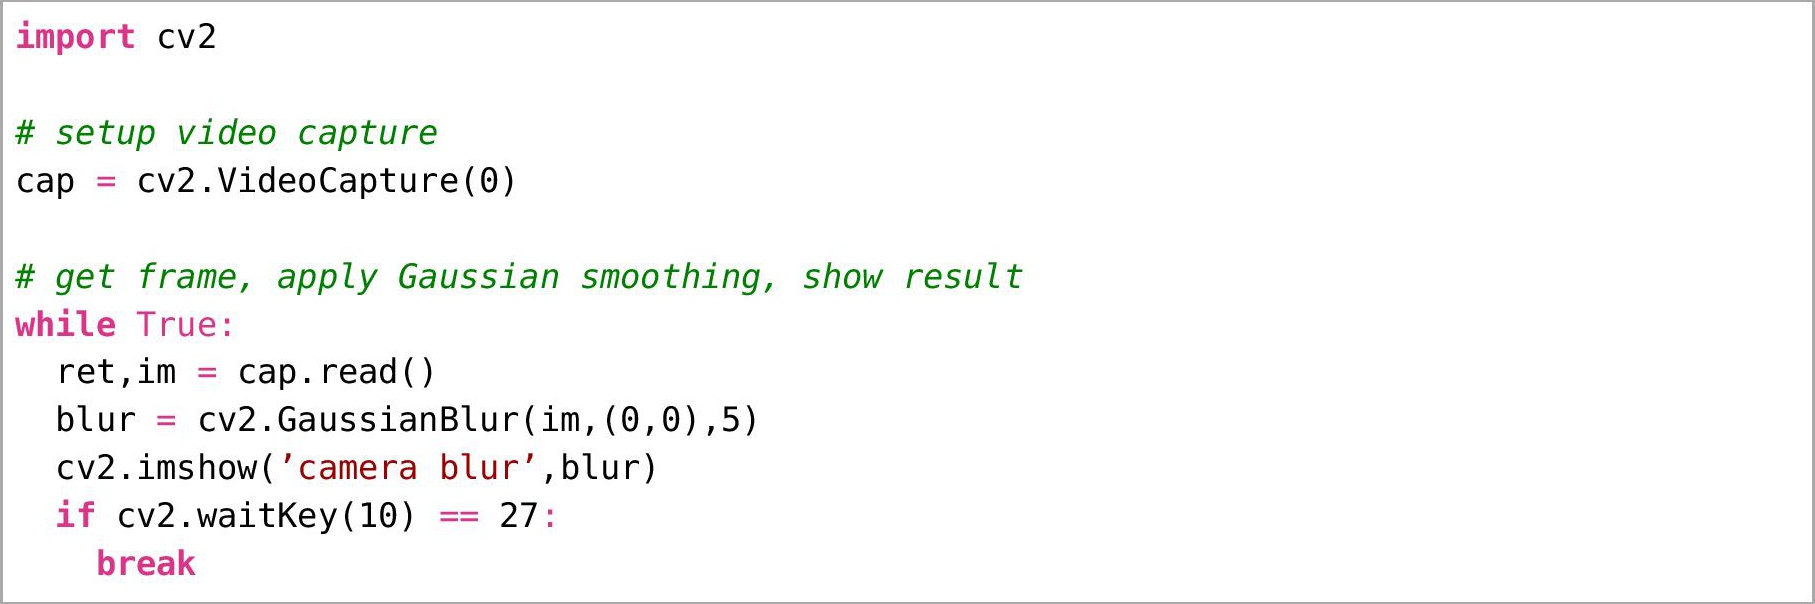 import cv2

# setup video capture
cap = cv2.VideoCapture(0)

# get frame, apply Gaussian smoothing, show result
while True:
  ret,im = cap.read()
  blur = cv2.GaussianBlur(im,(0,0),5)
  cv2.imshow(’camera blur’,blur)
  if cv2.waitKey(10) == 27:
    break